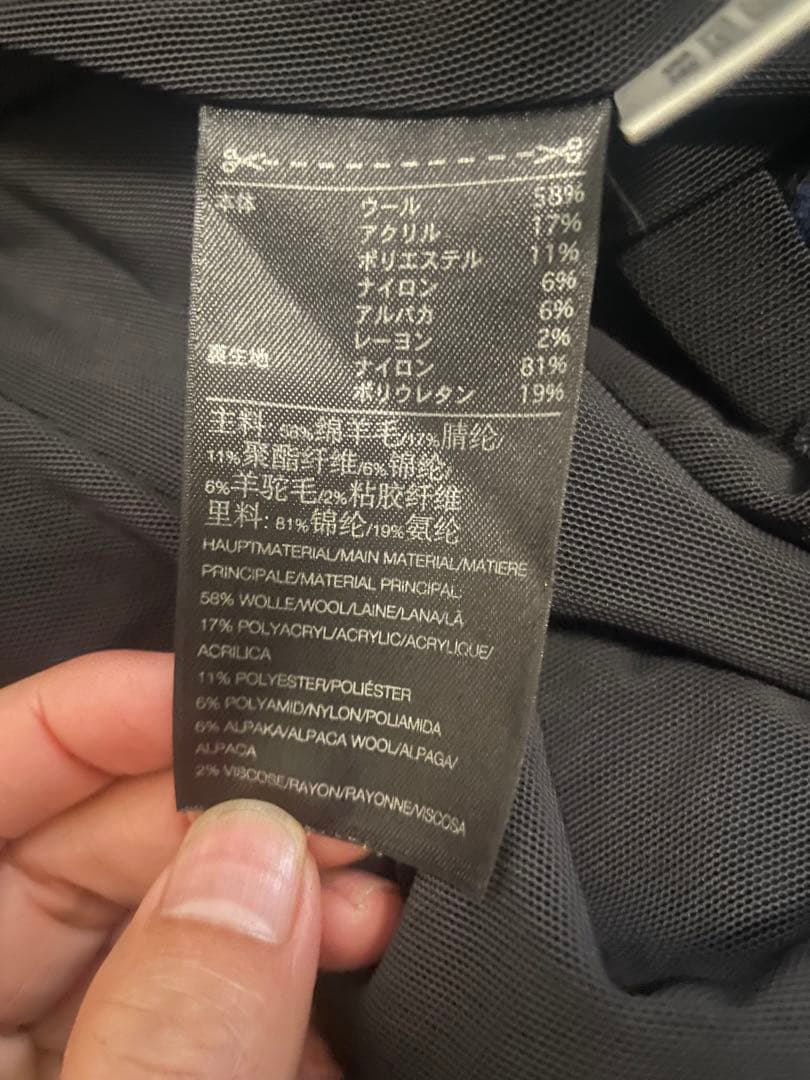 本体 ウール 58%
アクリル 17%
ポリエステル 11%
ナイロン 6%
アルパカ 6%
レーヨン 2%
裏生地 ナイロン 81%
ポリウレタン 19%
主料: 58%绵羊毛/17%腈纶/
11%聚酯纤维/6%锦纶/
6%羊驼毛/2%粘胶纤维
里料: 81%锦纶/19%氨纶
HAUPTMATERIAL/MAIN MATERIAL/MATIERE
PRINCIPALE/MATERIAL PRINCIPAL:
58% WOLLE/WOOL/LAINE/LANA/LÃ
17% POLYACRYL/ACRYLIC/ACRYLIQUE/
ACRILICA
11% POLYESTER/POLIÉSTER
6% POLYAMID/NYLON/POLIAMIDA
6% ALPAKA/ALPACA WOOL/ALPAGA/
ALPACA
2% VISCOSE/RAYON/RAYONNE/VISCOSA